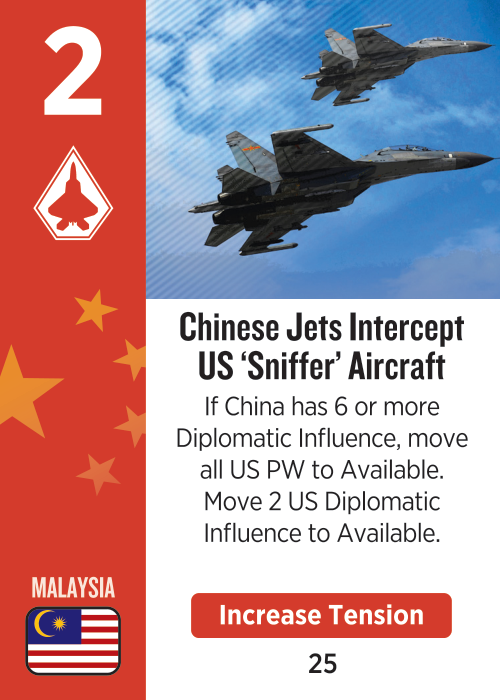 2
Chinese Jets Intercept
US ‘Sniffer’ Aircraft
If China has 6 or more
Diplomatic Influence, move
all US PW to Available.
Move 2 US Diplomatic
Influence to Available.
MALAYSIA
Increase Tension
25